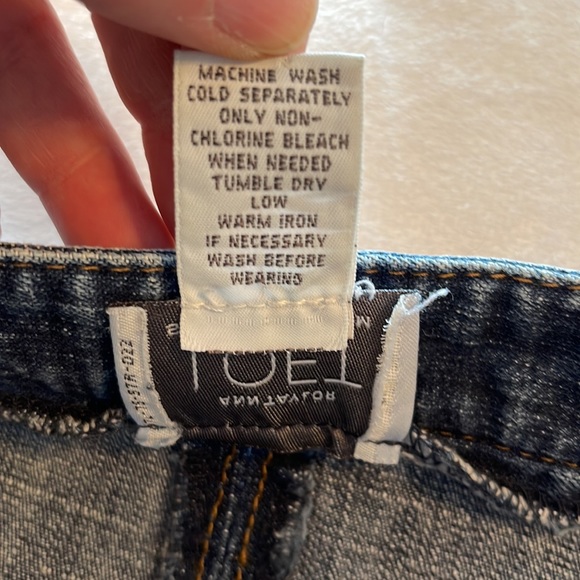 MACHINE WASH
COLD SEPARATELY
ONLY NON-
CHLORINE BLEACH
WHEN NEEDED
TUMBLE DRY
LOW
WARM IRON
IF NECESSARY
WASH BEFORE
WEARING
LOFT
ANN TAYLOR